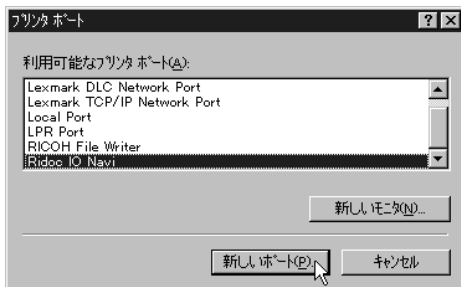 ﾌﾟﾘﾝﾀ ﾎﾟｰﾄ
利用可能なﾌﾟﾘﾝﾀ ﾎﾟｰﾄ(A):
Lexmark DLC Network Port
Lexmark TCP/IP Network Port
Local Port
LPR Port
RICOH File Writer
Ridoc IO Navi
新しいﾓﾆﾀ(N)...
新しいﾎﾟｰﾄ(P)...
ｷｬﾝｾﾙ